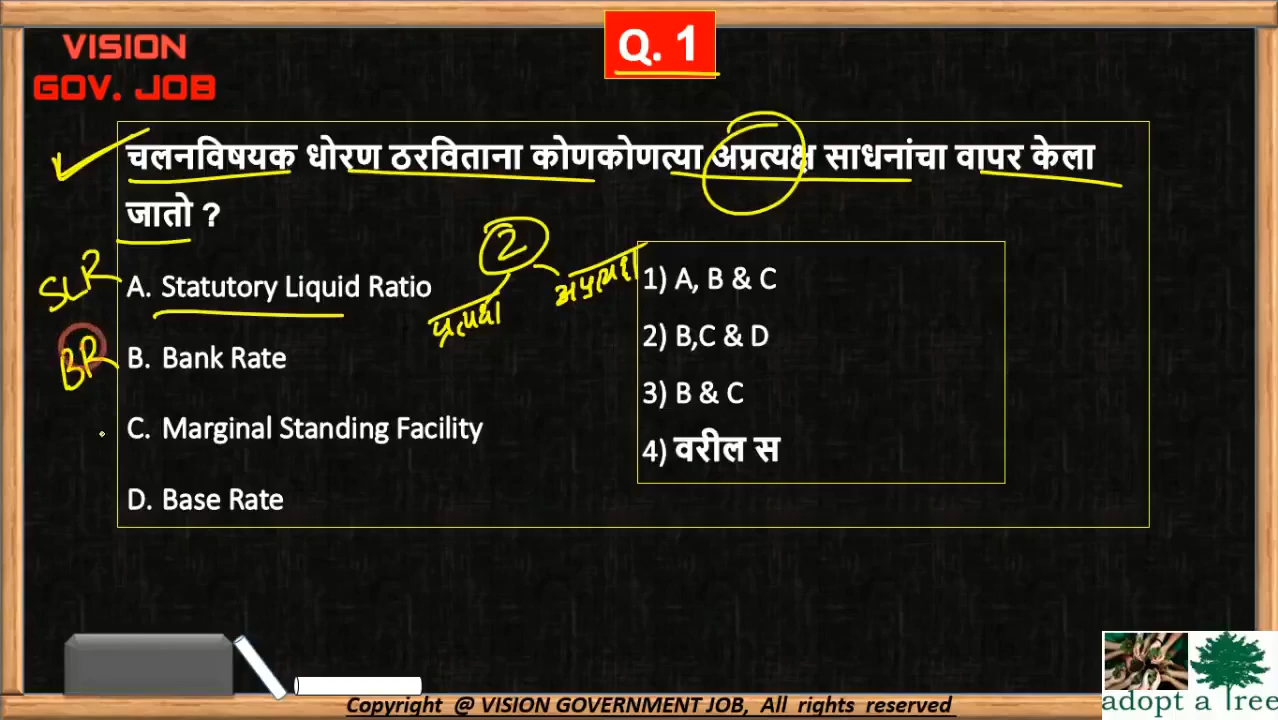 Q. 1
VISION
GOV. JOB
चलनविषयक धोरण ठरविताना कोणकोणत्या अप्रत्यक्ष साधनांचा वापर केला
जातो ?
2
प्रत्यक्ष
अप्रत्यक्ष
SLR
A. Statutory Liquid Ratio
BR
B. Bank Rate
C. Marginal Standing Facility
D. Base Rate
1) A, B & C
2) B,C & D
3) B & C
4) वरील स
Copyright @ VISION GOVERNMENT JOB, All rights reserved
adopt a Tree